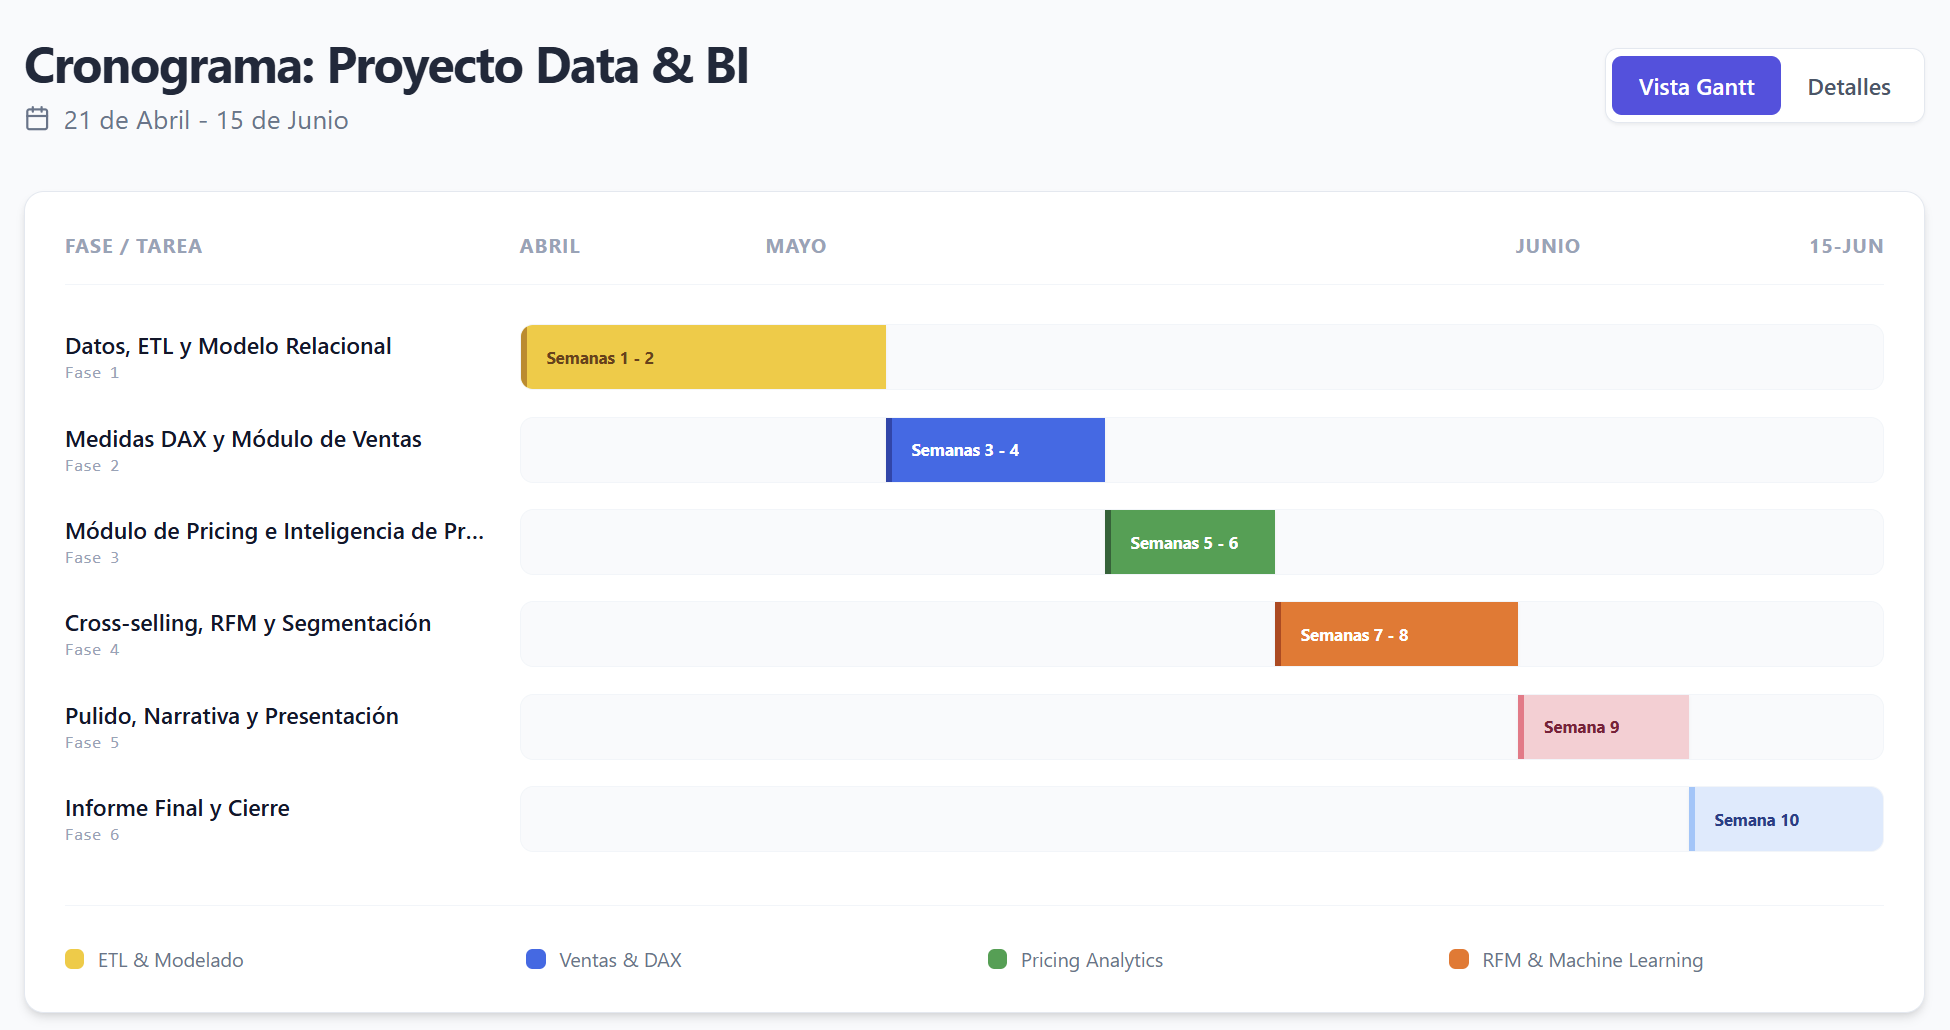 Cronograma: Proyecto Data & BI
21 de Abril - 15 de Junio
Vista Gantt
Detalles
FASE / TAREA
ABRIL
MAYO
JUNIO
15-JUN
Datos, ETL y Modelo Relacional
Fase 1
Semanas 1 - 2
Medidas DAX y Módulo de Ventas
Fase 2
Semanas 3 - 4
Módulo de Pricing e Inteligencia de Pr...
Fase 3
Semanas 5 - 6
Cross-selling, RFM y Segmentación
Fase 4
Semanas 7 - 8
Pulido, Narrativa y Presentación
Fase 5
Semana 9
Informe Final y Cierre
Fase 6
Semana 10
ETL & Modelado
Ventas & DAX
Pricing Analytics
RFM & Machine Learning